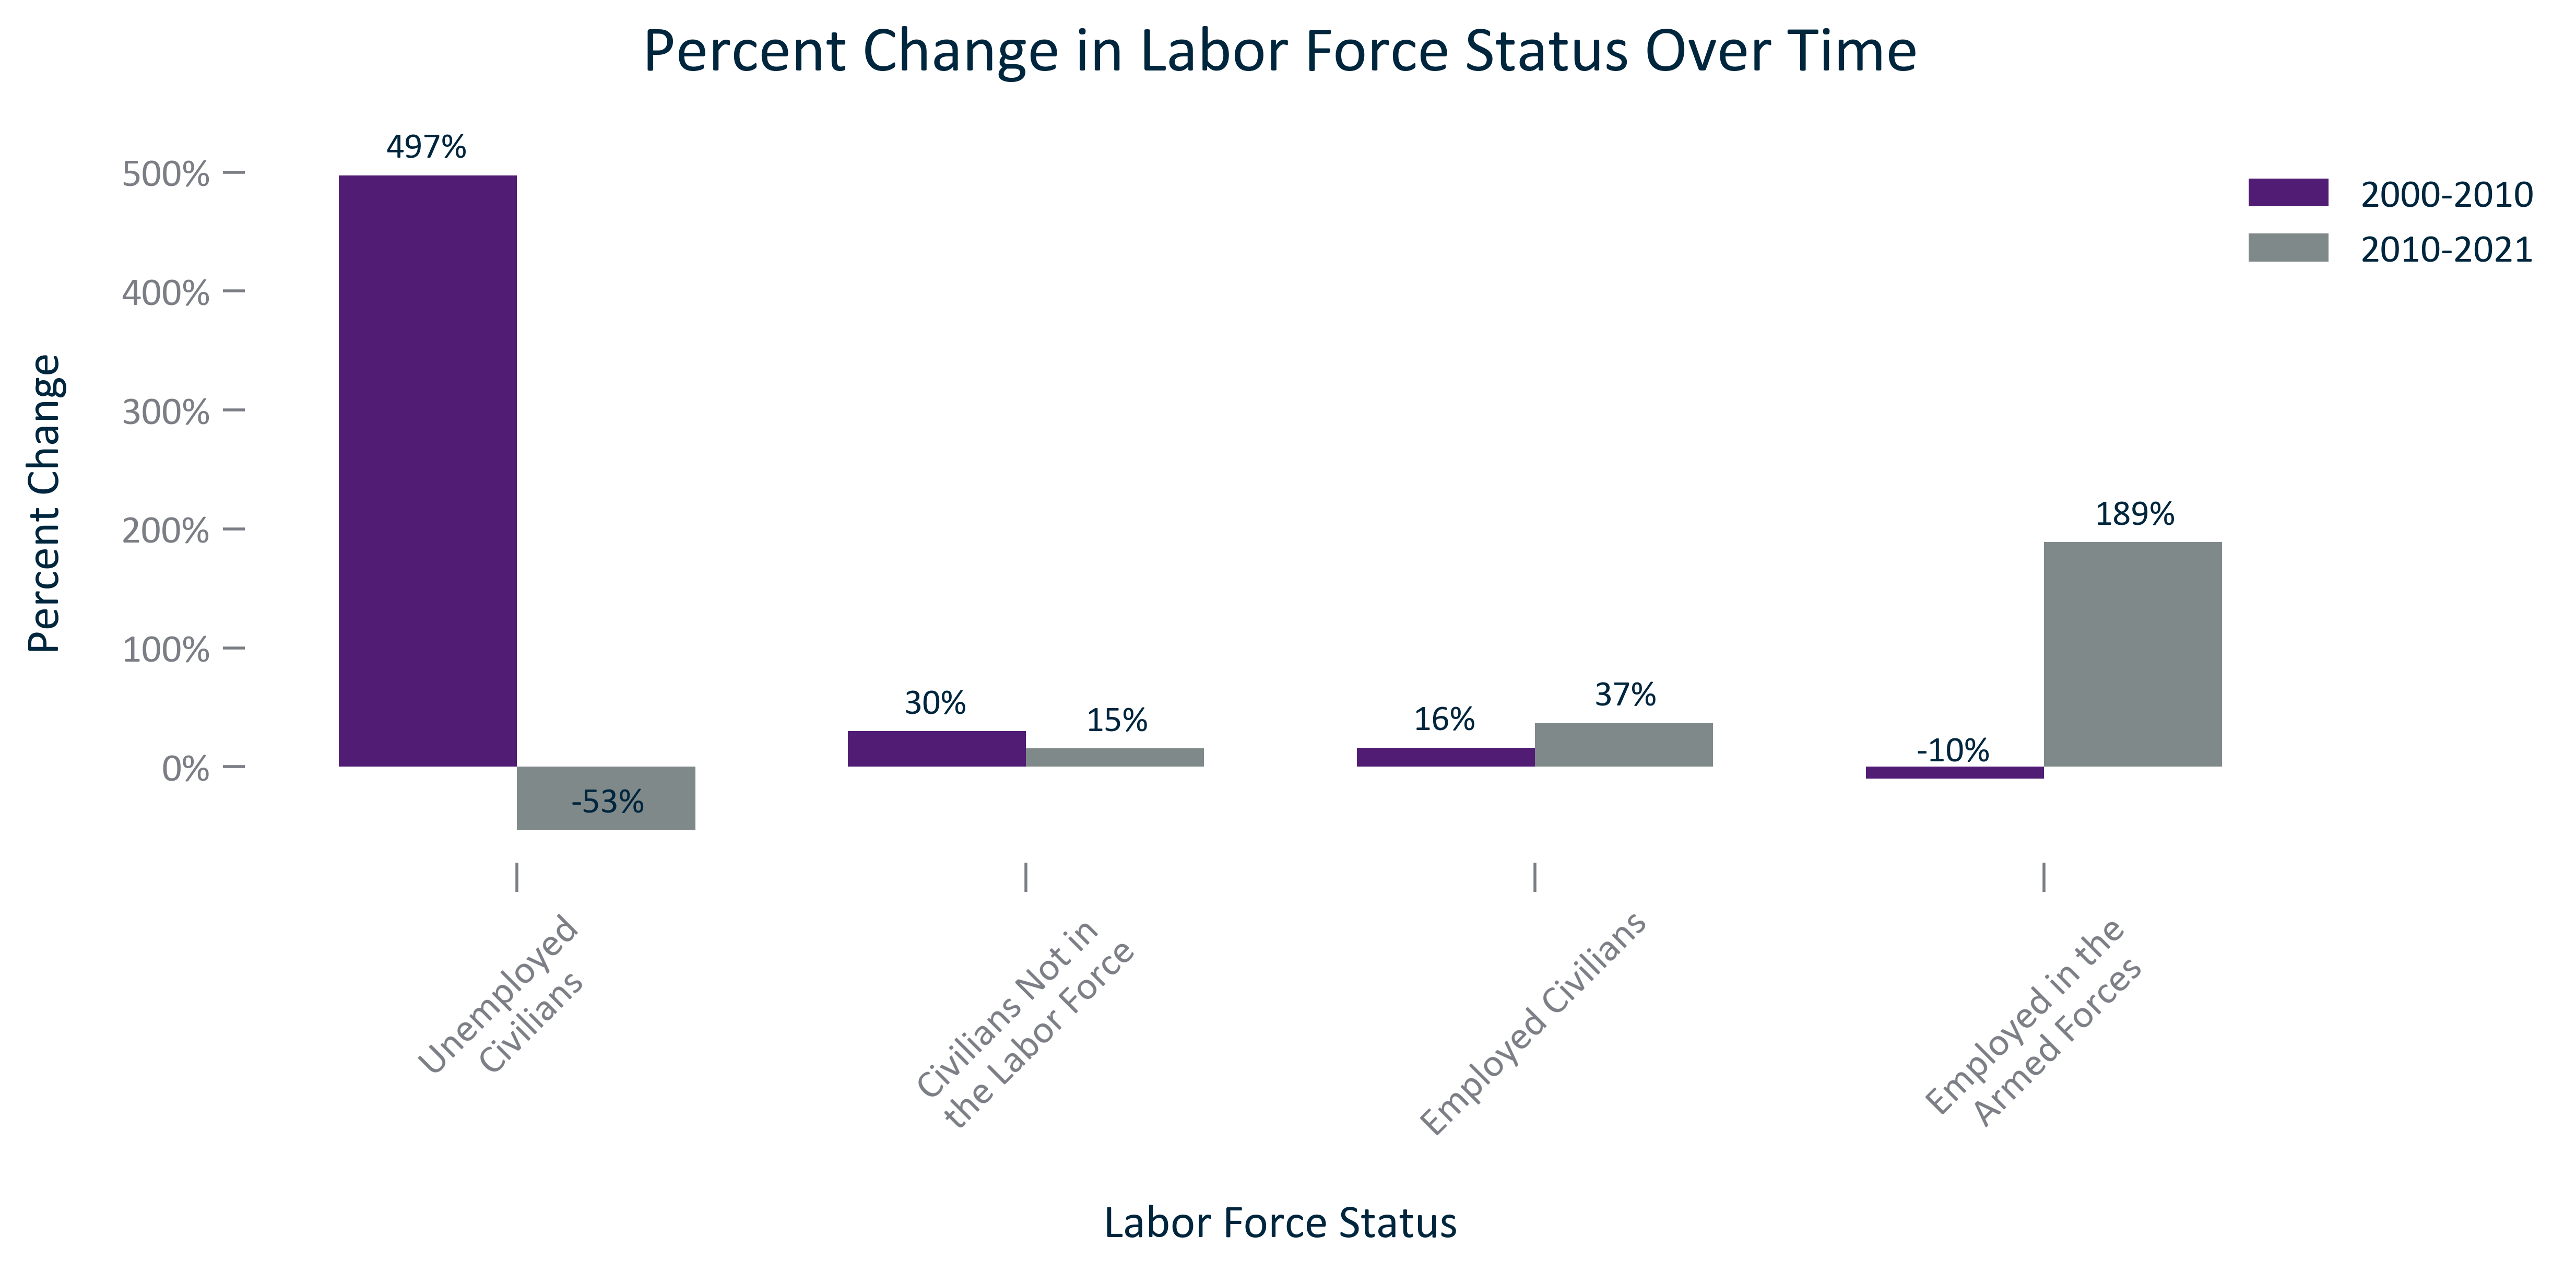 Percent Change in Labor Force Status Over Time
497%
500%
400%
300%
200%
100%
0%
Percent Change
2000-2010
2010-2021
-53%
30%
15%
16%
37%
-10%
189%
Unemployed
Civilians
Civilians Not in
the Labor Force
Employed Civilians
Employed in the
Armed Forces
Labor Force Status